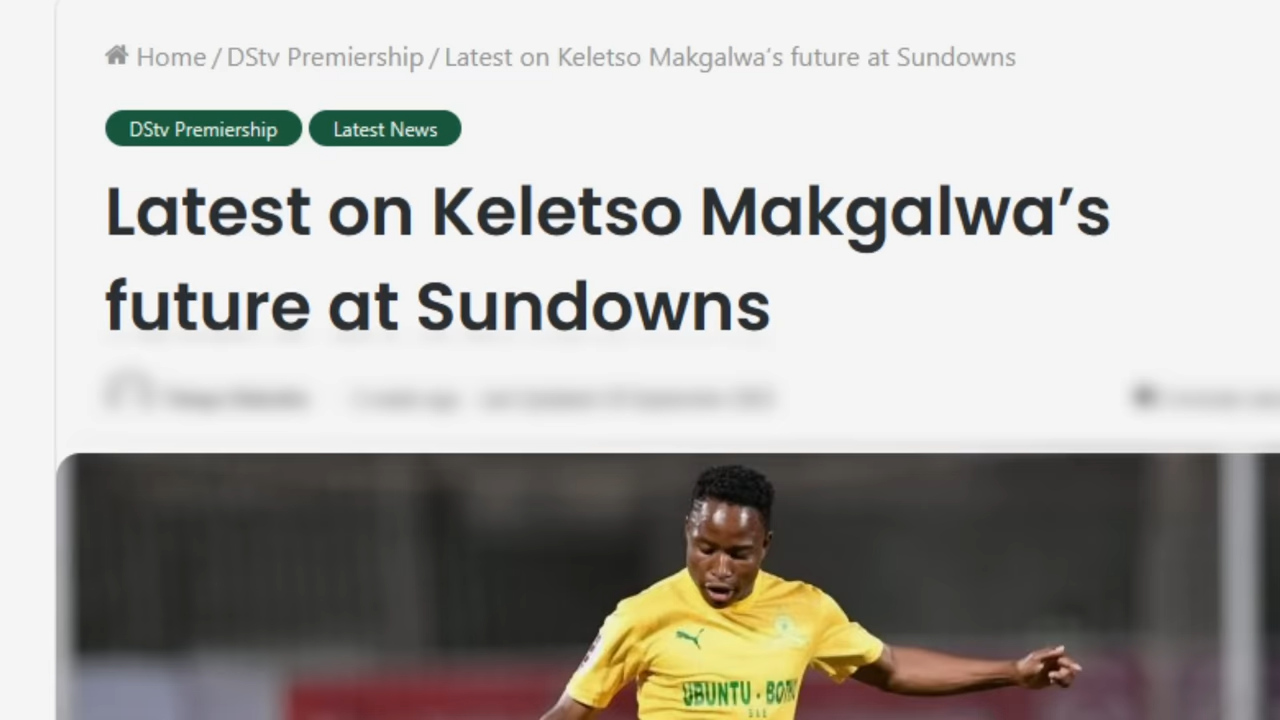 Home / DStv Premiership / Latest on Keletso Makgalwa's future at Sundowns
DStv Premiership Latest News
Latest on Keletso Makgalwa’s
future at Sundowns
UBUNTU - BOTHO